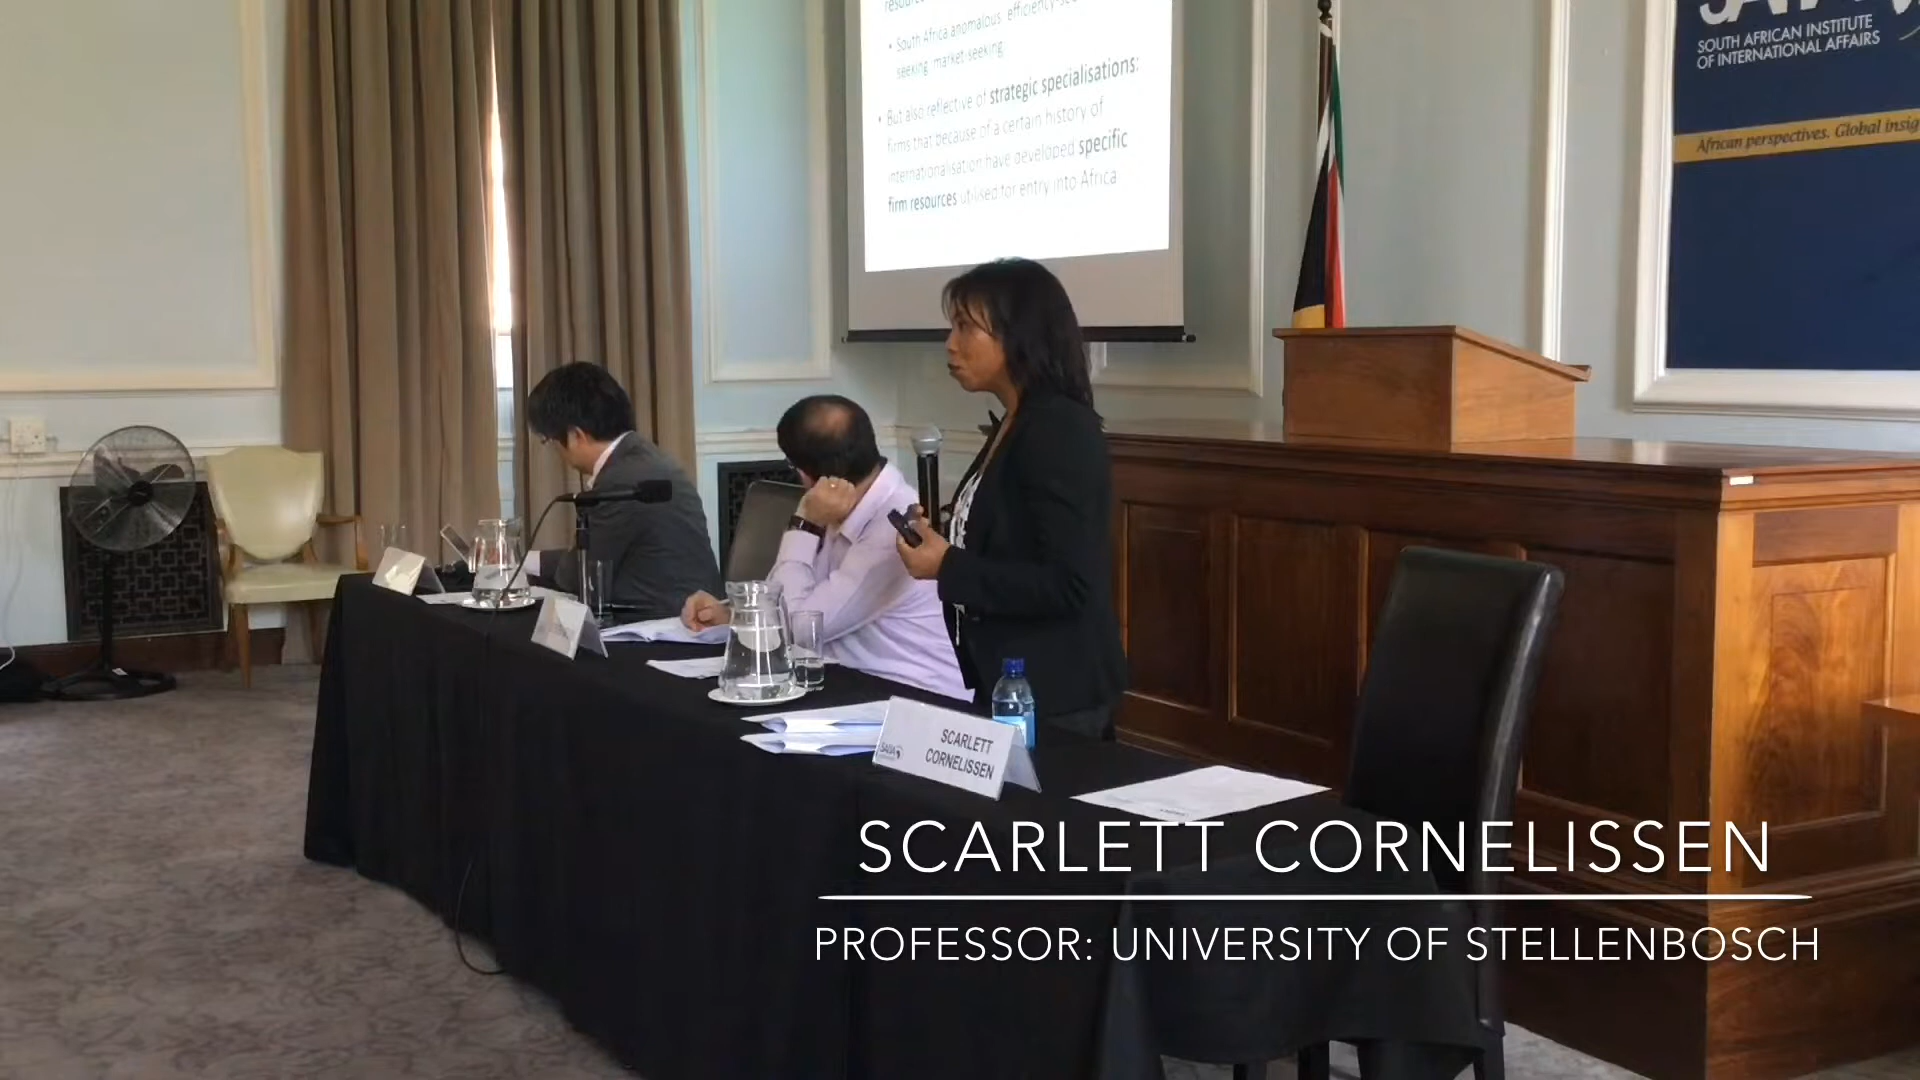 • South Africa anomalous: efficiency-
seeking, market-seeking
• But also reflective of strategic specialisations:
firms that because of a certain history of
internationalisation have developed specific
firm resources utilised for entry into Africa
SOUTH AFRICAN INSTITUTE
OF INTERNATIONAL AFFAIRS
African perspectives. Global
SAIIA
SCARLETT
CORNELISSEN
SCARLETT CORNELISSEN
PROFESSOR: UNIVERSITY OF STELLENBOSCH